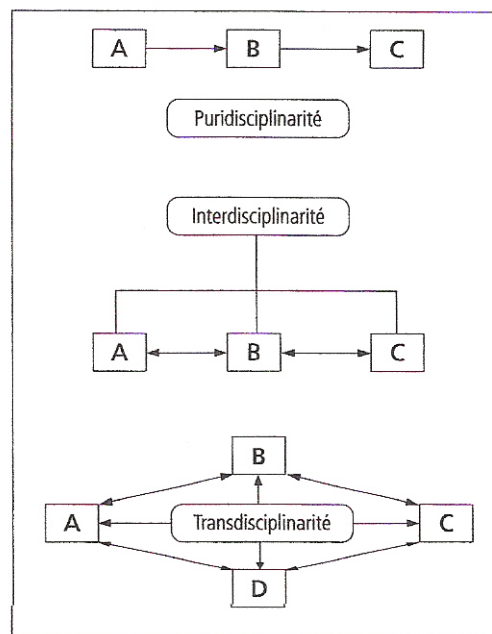 A B C
Puridisciplinarité
Interdisciplinarité
A B C
B
A Transdisciplinarité C
D